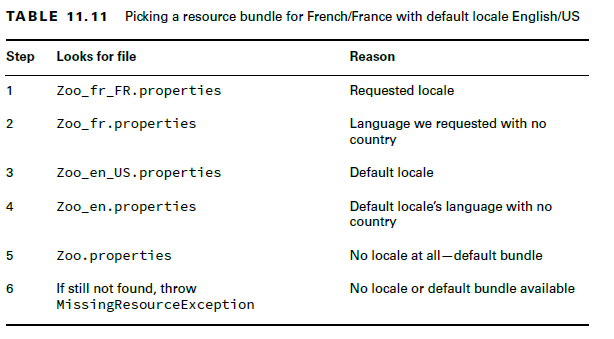 TABLE 11.11 Picking a resource bundle for French/France with default locale English/US
Step Looks for file Reason
1 Zoo_fr_FR.properties Requested locale
2 Zoo_fr.properties Language we requested with no
country
3 Zoo_en_US.properties Default locale
4 Zoo_en.properties Default locale's language with no
country
5 Zoo.properties No locale at all—default bundle
6 If still not found, throw No locale or default bundle available
MissingResourceException